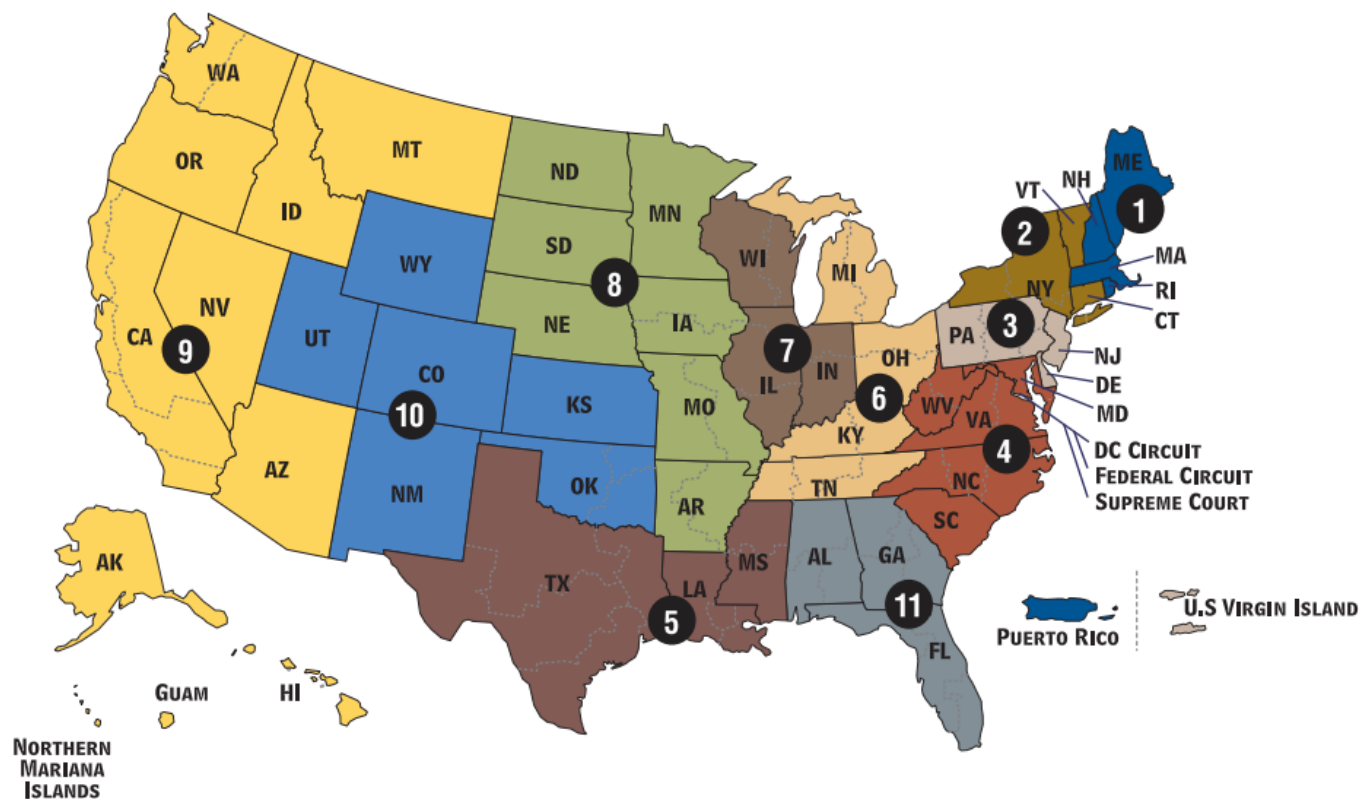 WA
OR
MT
ID
ND
MN
SD
WY
NE
8
IA
WI
MI
CA
NV
9
UT
CO
10
KS
MO
7
IL
IN
OH
6
KY
WV
VA
4
AZ
NM
OK
AR
TN
NC
SC
TX
LA
5
MS
AL
GA
11
FL
ME
1
NH
VT
2
NY
PA
3
MA
RI
CT
NJ
DE
MD
DC CIRCUIT
FEDERAL CIRCUIT
SUPREME COURT
AK
HI
GUAM
NORTHERN
MARIANA
ISLANDS
PUERTO RICO
U.S VIRGIN ISLAND